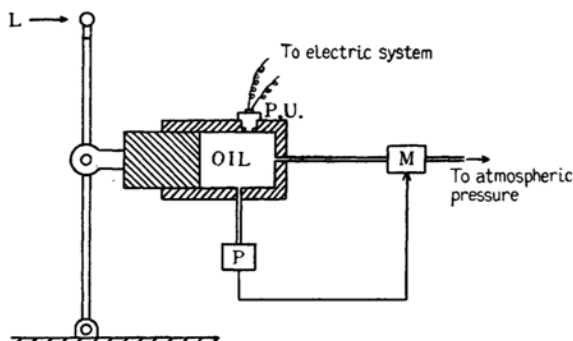 L
To electric system
P.U.
OIL
M
To atmospheric
pressure
P